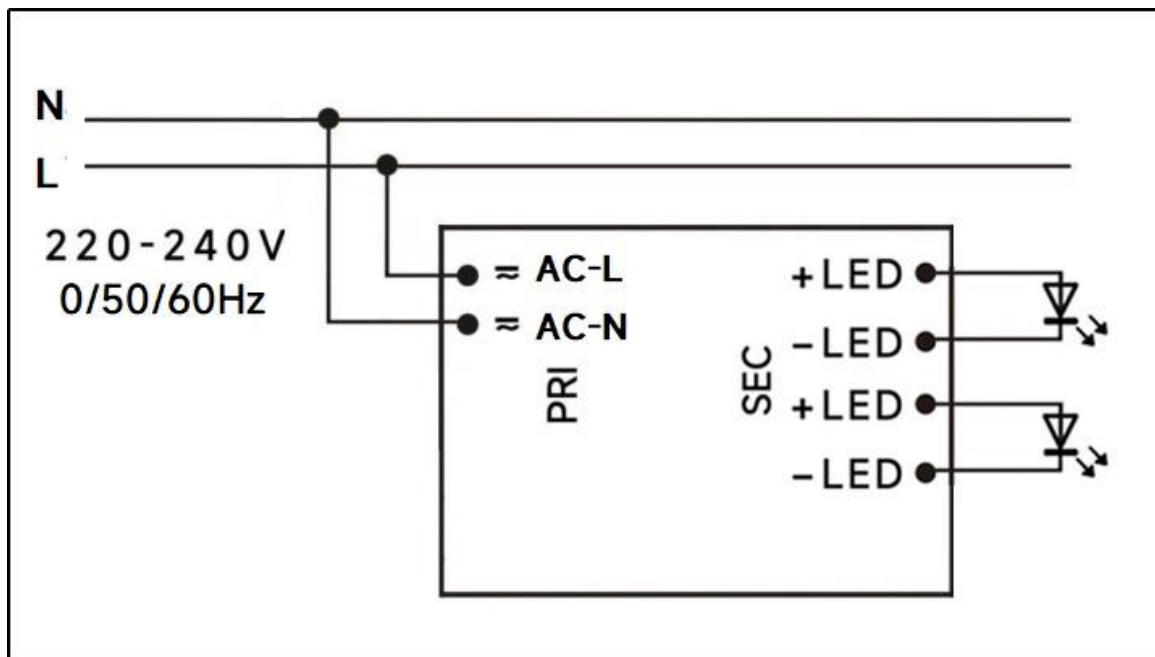 N
L
220-240V
0/50/60Hz
≂ AC-L
≂ AC-N
PRI
SEC
+LED
-LED
+LED
-LED